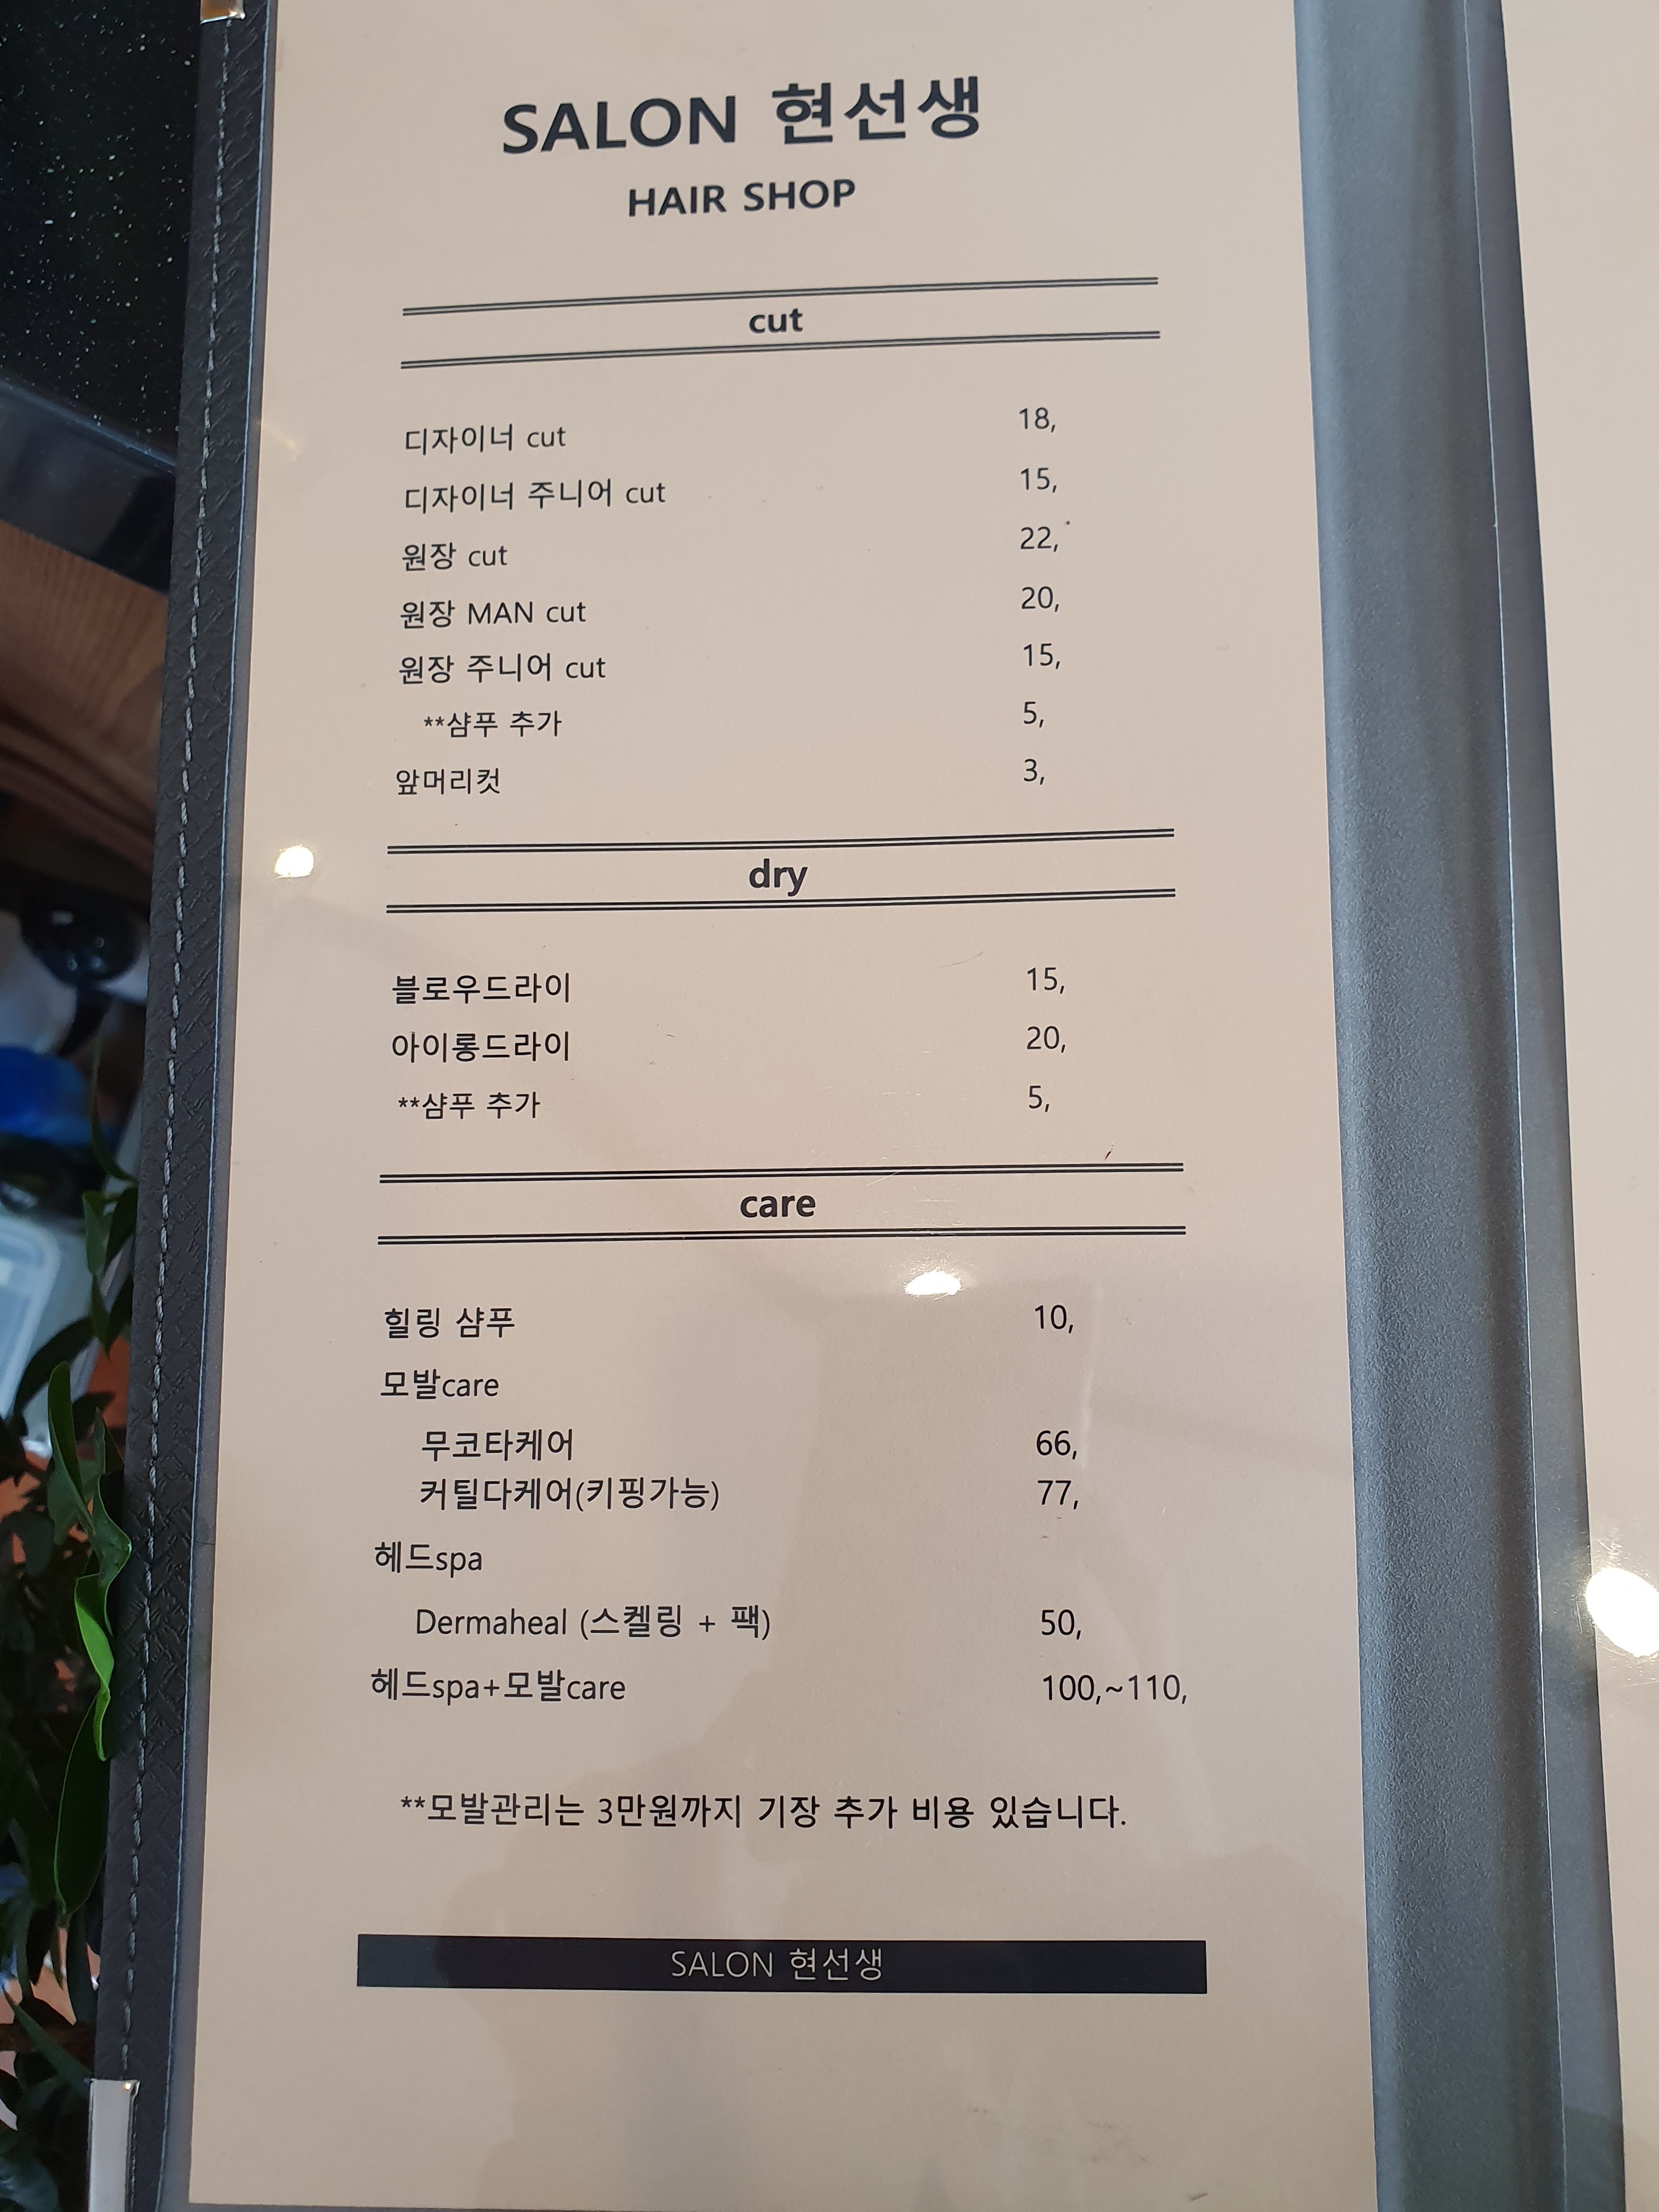 SALON 현선생
HAIR SHOP
cut
디자이너 cut 18,
디자이너 주니어 cut 15,
원장 cut 22,
원장 MAN cut 20,
원장 주니어 cut 15,
**샴푸 추가 5,
앞머리컷 3,
dry
블로우드라이 15,
아이롱드라이 20,
**샴푸 추가 5,
care
힐링 샴푸 10,
모발care
무코타케어 66,
커틸다케어(키핑가능) 77,
헤드spa
Dermaheal (스켈링 + 팩) 50,
헤드spa+모발care 100,~110,
**모발관리는 3만원까지 기장 추가 비용 있습니다.
SALON 현선생